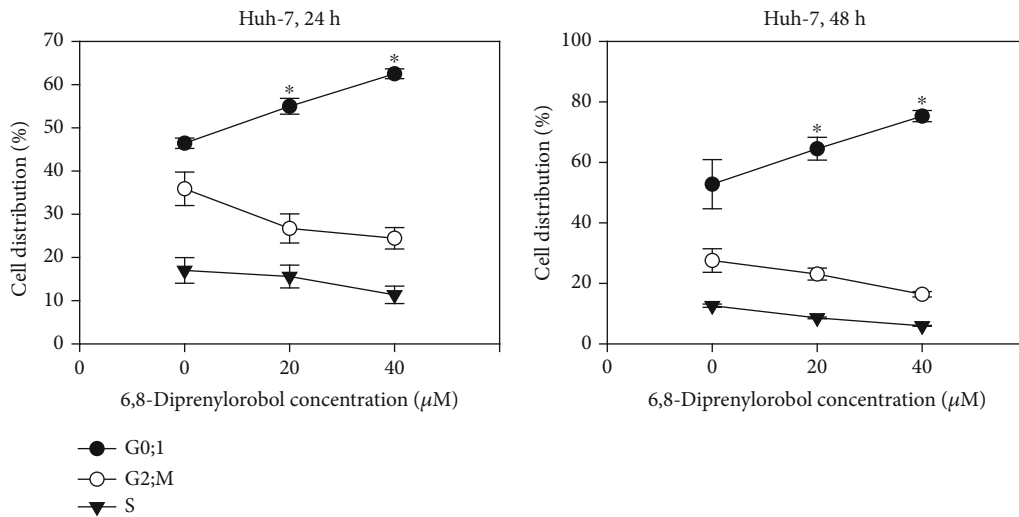 Huh-7, 24 h
70
60
50
40
30
20
10
0
Cell distribution (%)
* *
0 0 20 40
6,8-Diprenylorobol concentration (μM)
Huh-7, 48 h
100
80
60
40
20
0
Cell distribution (%)
* *
0 0 20 40
6,8-Diprenylorobol concentration (μM)
G0;1
G2;M
S